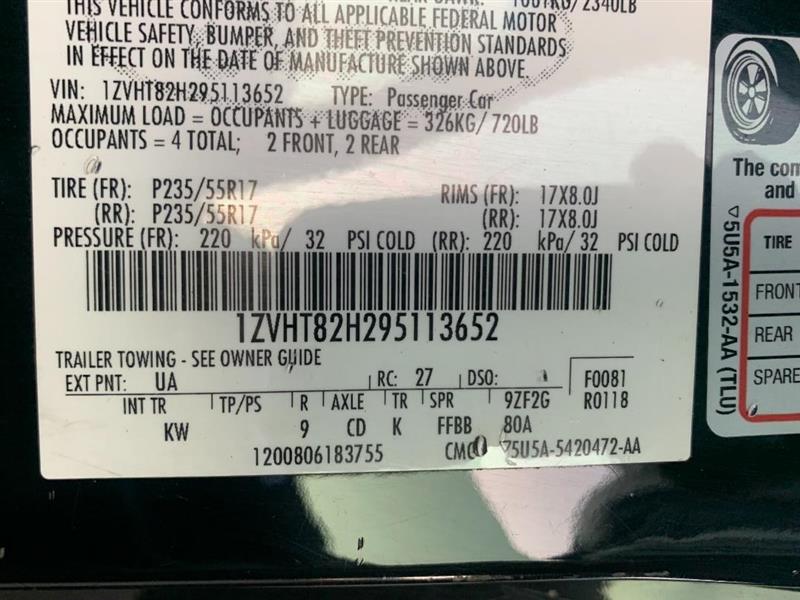 1061KG/2340LB
THIS VEHICLE CONFORMS TO ALL APPLICABLE FEDERAL MOTOR
VEHICLE SAFETY, BUMPER, AND THEFT PREVENTION STANDARDS
IN EFFECT ON THE DATE OF MANUFACTURE SHOWN ABOVE.
VIN: 1ZVHT82H295113652 TYPE: Passenger Car
MAXIMUM LOAD = OCCUPANTS + LUGGAGE = 326KG/720LB
OCCUPANTS = 4 TOTAL; 2 FRONT, 2 REAR
TIRE (FR): P235/55R17 RIMS (FR): 17X8.0J
(RR): P235/55R17 (RR): 17X8.0J
PRESSURE (FR): 220 kPa/ 32 PSI COLD (RR): 220 kPa/ 32 PSI COLD
1ZVHT82H295113652
TRAILER TOWING - SEE OWNER GUIDE
EXT PNT: UA RC: 27 DSO: F0081
INT TR TP/PS R AXLE TR SPR 9ZF2G R0118
KW 9 CD K FFBB 80A
1200806183755 75U5A-5420472-AA
The com
and
TIRE
FRONT
REAR
SPARE
5U5A-1532-AA (TLU)